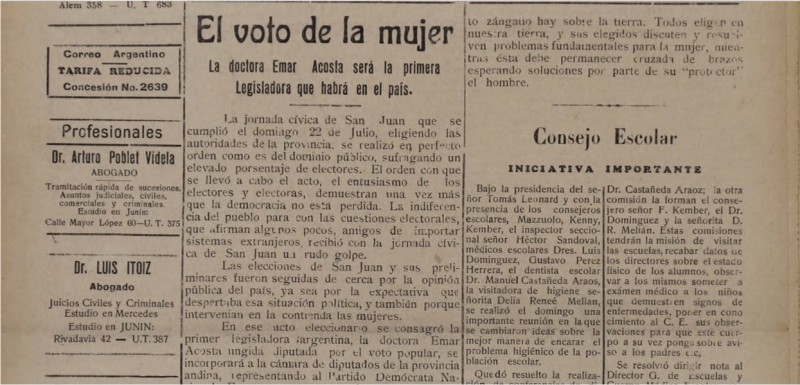 Alem 358 — U. T 683
Correo Argentino
TARIFA REDUCIDA
Concesión No. 2639
Profesionales
Dr. Arturo Poblet Videla
ABOGADO
Tramitación rápida de sucesiones.
Asuntos judiciales, civiles,
comerciales y criminales.
Estudio en Junín:
Calle Mayor López 60—U.T. 375
Dr. LUIS ITOIZ
Abogado
Juicios Civiles y Criminales
Estudio en Mercedes
Estudio en JUNIN:
Rivadavia 42 — U.T. 387
El voto de la mujer
La doctora Emar Acosta será la primera
Legisladora que habrá en el país.
La jornada cívica de San Juan que se
cumplió el domingo 22 de Julio, eligiendo las
autoridades de la provincia, se realizó en perfecto
orden como es del dominio público, sufragando un
elevado porsentaje de electores. El orden con que
se llevó a cabo el acto, el entusiasmo de los
electores y electoras, demuestran una vez más
que la democracia no esta perdida. La indiferen-
cia del pueblo para con las cuestiones electorales,
que afirman algunos pocos, amigos de importar
sistemas extranjeros, recibió con la jornada cívi-
ca de San Juan un rudo golpe.
Las elecciones de San Juan y sus preli-
minares fueron seguidas de cerca por la opinión
pública del país, ya sea por la expectativa que
despertaba esa situación política, y también porque
intervenían en la contienda las mujeres.
En ese acto eleccionario se consagró la
primer legisladora argentina, la doctora Emar
Acosta ungida diputada por el voto popular, se
incorporará a la cámara de diputados de la provincia
andina, representando al Partido Demócrata Na-
to zángano hay sobre la tierra. Todos eligen en
nuestra tierra, y sus elegidos discuten y resuel-
ven problemas fundamentales para la mujer, mien-
tras ésta debe permanecer cruzada de brazos
esperando soluciones por parte de su "protector"
el hombre.
Consejo Escolar
INICIATIVA IMPORTANTE
Bajo la presidencia del se-
ñor Tomás Leonard y con la
presencia de los consejeros
escolares, Mazzuolo, Kenny,
Kember, el inspector seccio-
nal señor Héctor Sandoval,
médicos escolares Dres. Luis
Dominguez, Gustavo Perez
Herrera, el dentista escolar
Dr. Manuel Castañeda Araos,
la visitadora de higiene se-
ñorita Delia Reneé Melian,
se realizó el domingo una
importante reunión en la que
se cambiaron ideas sobre la
mejor manera de encarar el
problema higiénico de la po-
blación escolar.
Quedó resuelto la realiza-
Dr. Castañeda Araoz; la otra
comisión la forman el conse-
jero señor F. Kember, el Dr.
Dominguez y la señorita D.
R. Melián. Estas comisiones
tendrán la misión de visitar
las escuelas, recabar datos de
los directores sobre el estado
físico de los alumnos, obser-
var a los mismos someter a
exámen médico a los niños
que demuesten signos de
enfermedades, poner en cono
cimiento al C. E. sus obser-
vaciones para que este cuer-
po a su vez ponga sobre aviso
a los padres etc,
Se resolvió dirigir nota al
Director G. de Escuelas y